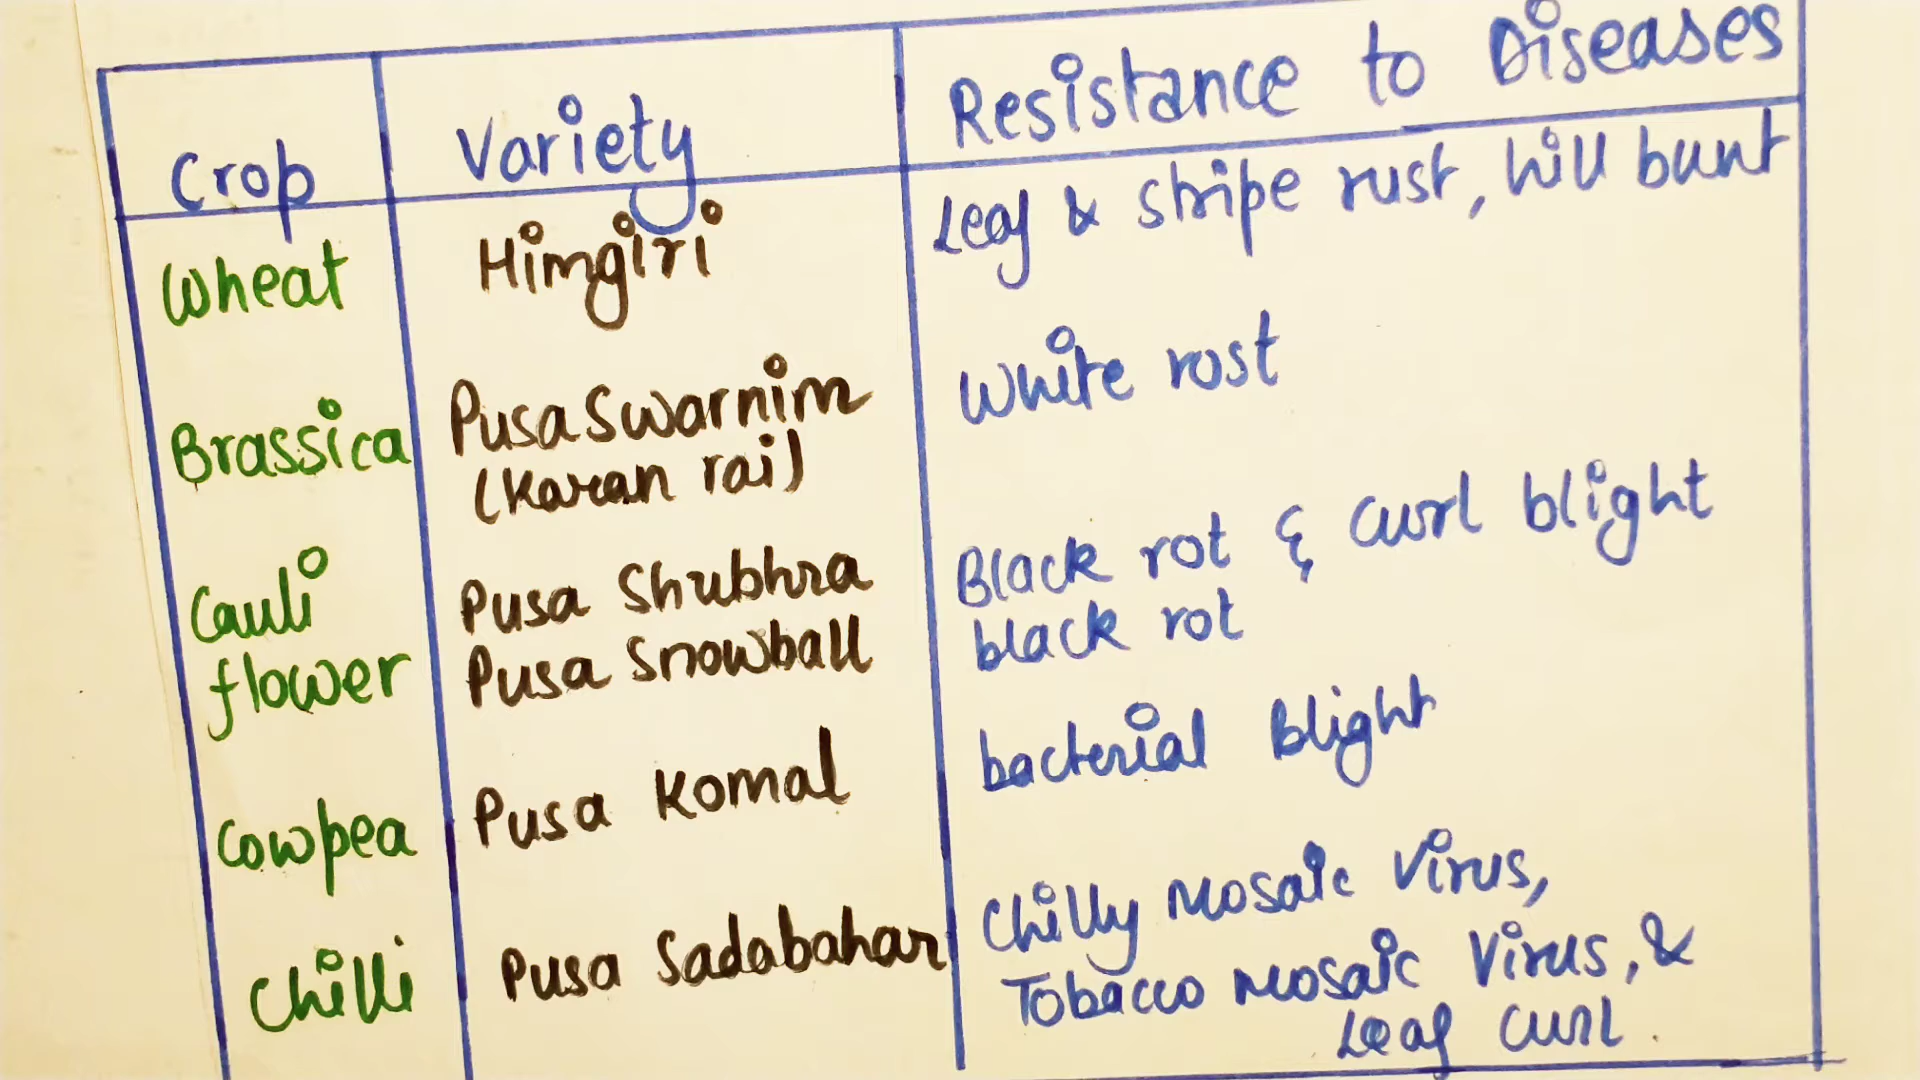 Crop Variety Resistance to Diseases
Wheat Himgiri Leaf & stripe rust, hill bunt
Brassica Pusa Swarnim White rost
(Karan rai)
Cauli Pusa Shubhra Black rot & curl blight
flower Pusa Snowball black rot
Cowpea Pusa Komal bacterial Blight
Chilli Pusa Sadabahar Chilly Mosaic Virus,
Tobacco Mosaic Virus, &
Leaf Curl.